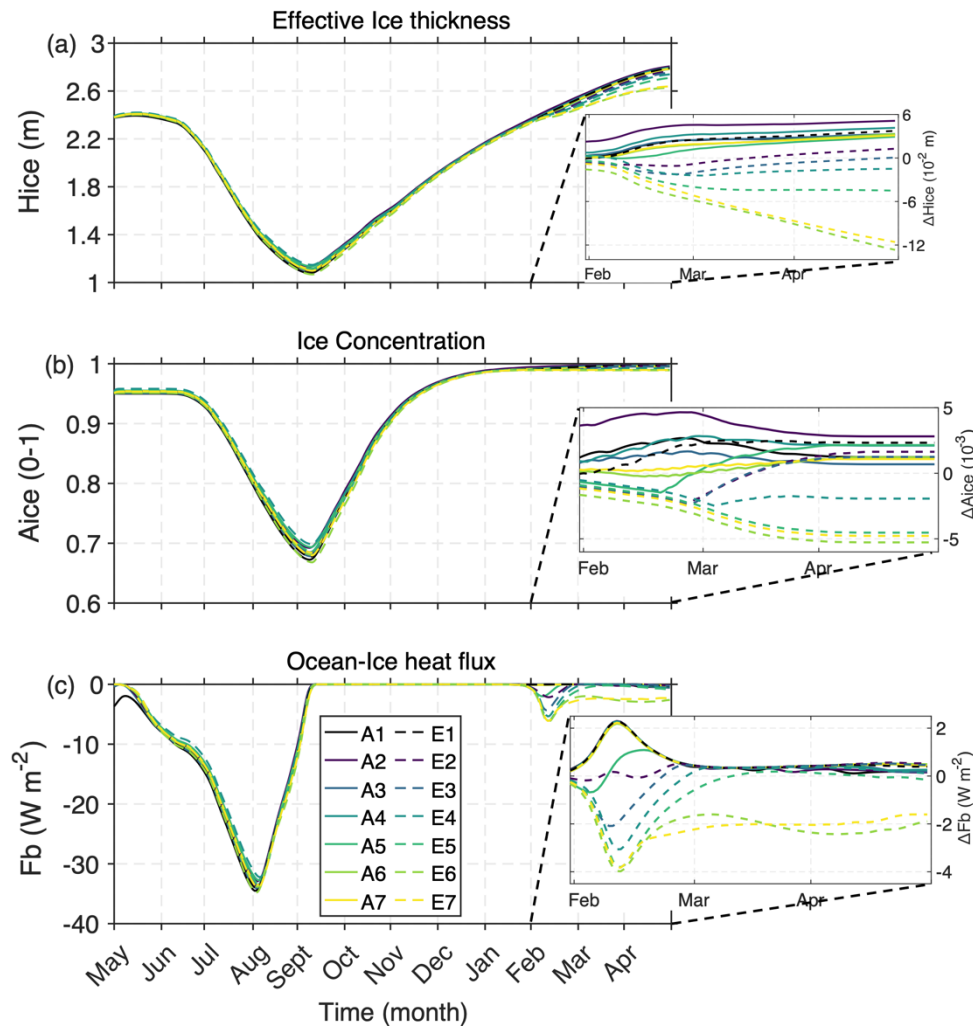 Effective Ice thickness
(a)
3
2.6
2.2
1.8
1.4
1
Hice (m)
6
0
-6
-12
ΔHice (10⁻² m)
Feb Mar Apr
Ice Concentration
(b)
1
0.9
0.8
0.7
0.6
Aice (0-1)
5
0
-5
ΔAice (10⁻³)
Feb Mar Apr
Ocean-Ice heat flux
(c)
0
-10
-20
-30
-40
Fb (W m⁻²)
A1 E1
A2 E2
A3 E3
A4 E4
A5 E5
A6 E6
A7 E7
2
0
-2
-4
ΔFb (W m⁻²)
Feb Mar Apr
May Jun Jul Aug Sept Oct Nov Dec Jan Feb Mar Apr
Time (month)